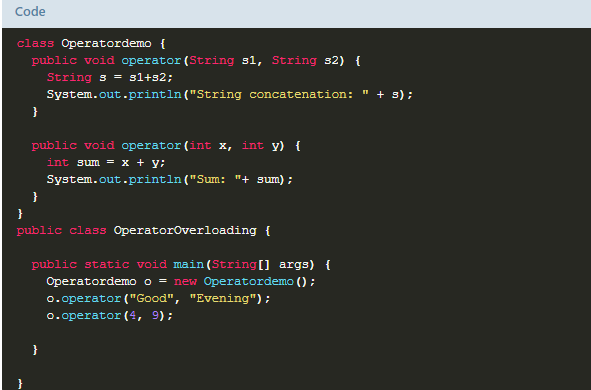 Code
class Operatordemo {
  public void operator(String s1, String s2) {
    String s = s1+s2;
    System.out.println("String concatenation: " + s);
  }
  public void operator(int x, int y) {
    int sum = x + y;
    System.out.println("Sum: "+ sum);
  }
}
public class OperatorOverloading {
  public static void main(String[] args) {
    Operatordemo o = new Operatordemo();
    o.operator("Good", "Evening");
    o.operator(4, 9);
  }
}